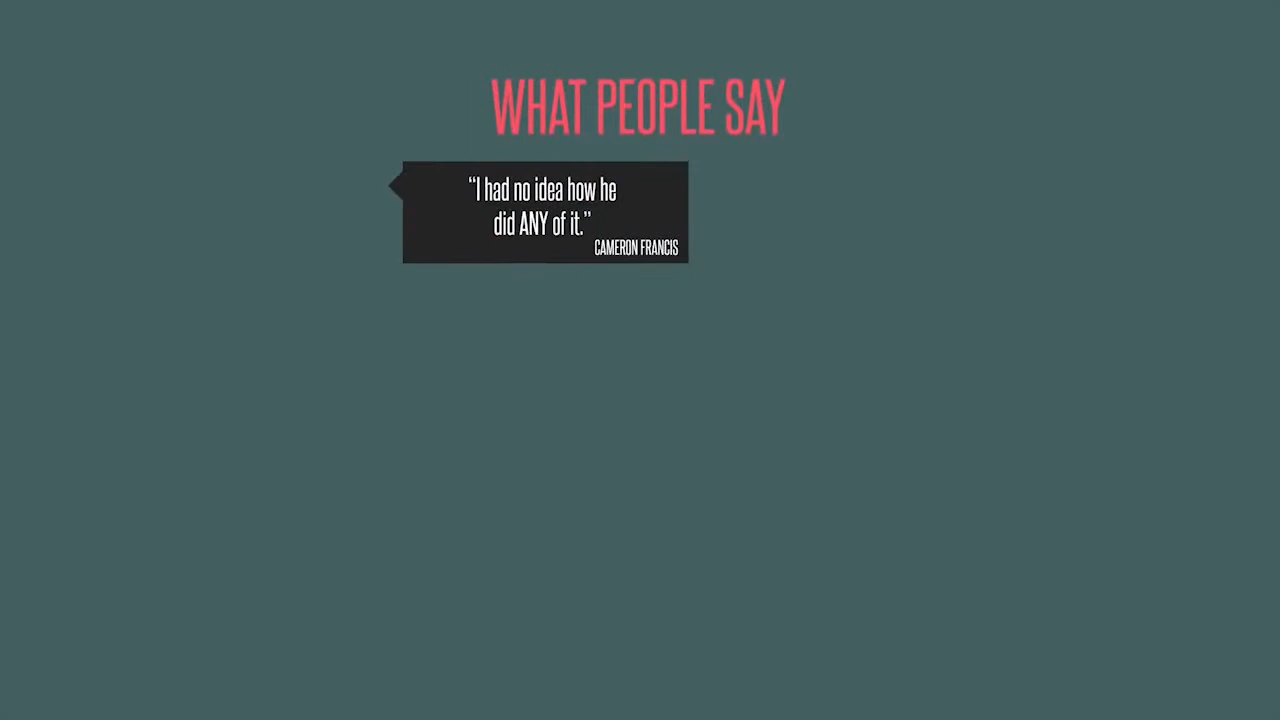 WHAT PEOPLE SAY
“I had no idea how he
did ANY of it.”
CAMERON FRANCIS